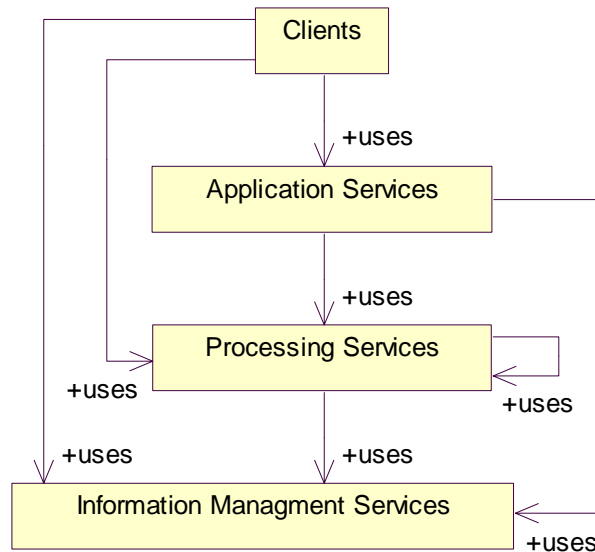 Clients
+uses
Application Services
+uses
Processing Services
+uses
+uses
+uses
+uses
Information Managment Services
+uses